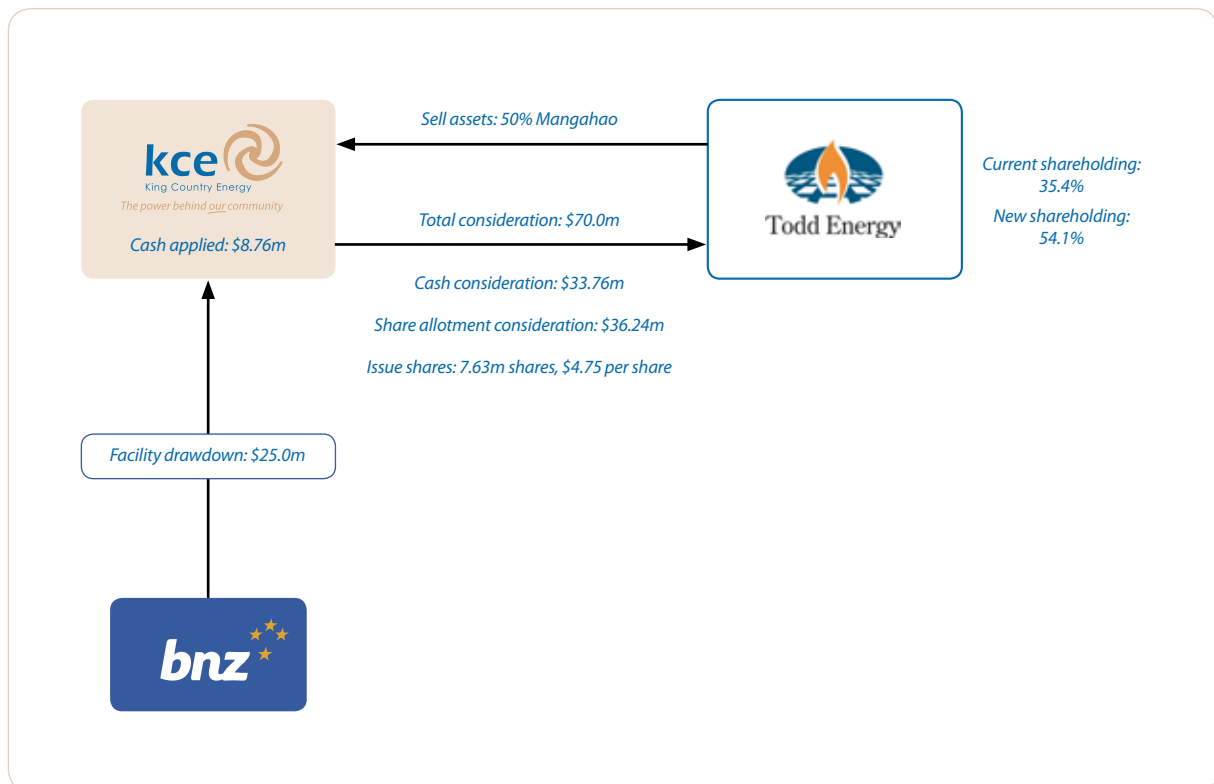 Sell assets: 50% Mangahao
kce
King Country Energy
The power behind our community
Cash applied: $8.76m
Todd Energy
Current shareholding:
35.4%
New shareholding:
54.1%
Total consideration: $70.0m
Cash consideration: $33.76m
Share allotment consideration: $36.24m
Issue shares: 7.63m shares, $4.75 per share
Facility drawdown: $25.0m
bnz